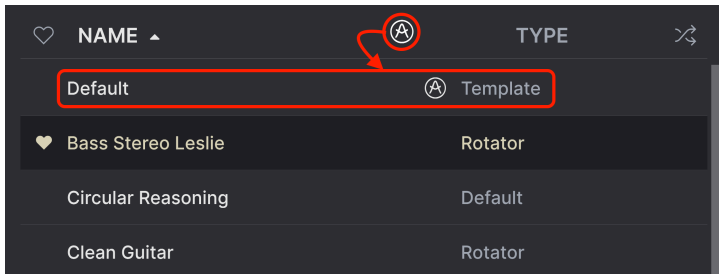 NAME TYPE
Default Template
Bass Stereo Leslie Rotator
Circular Reasoning Default
Clean Guitar Rotator